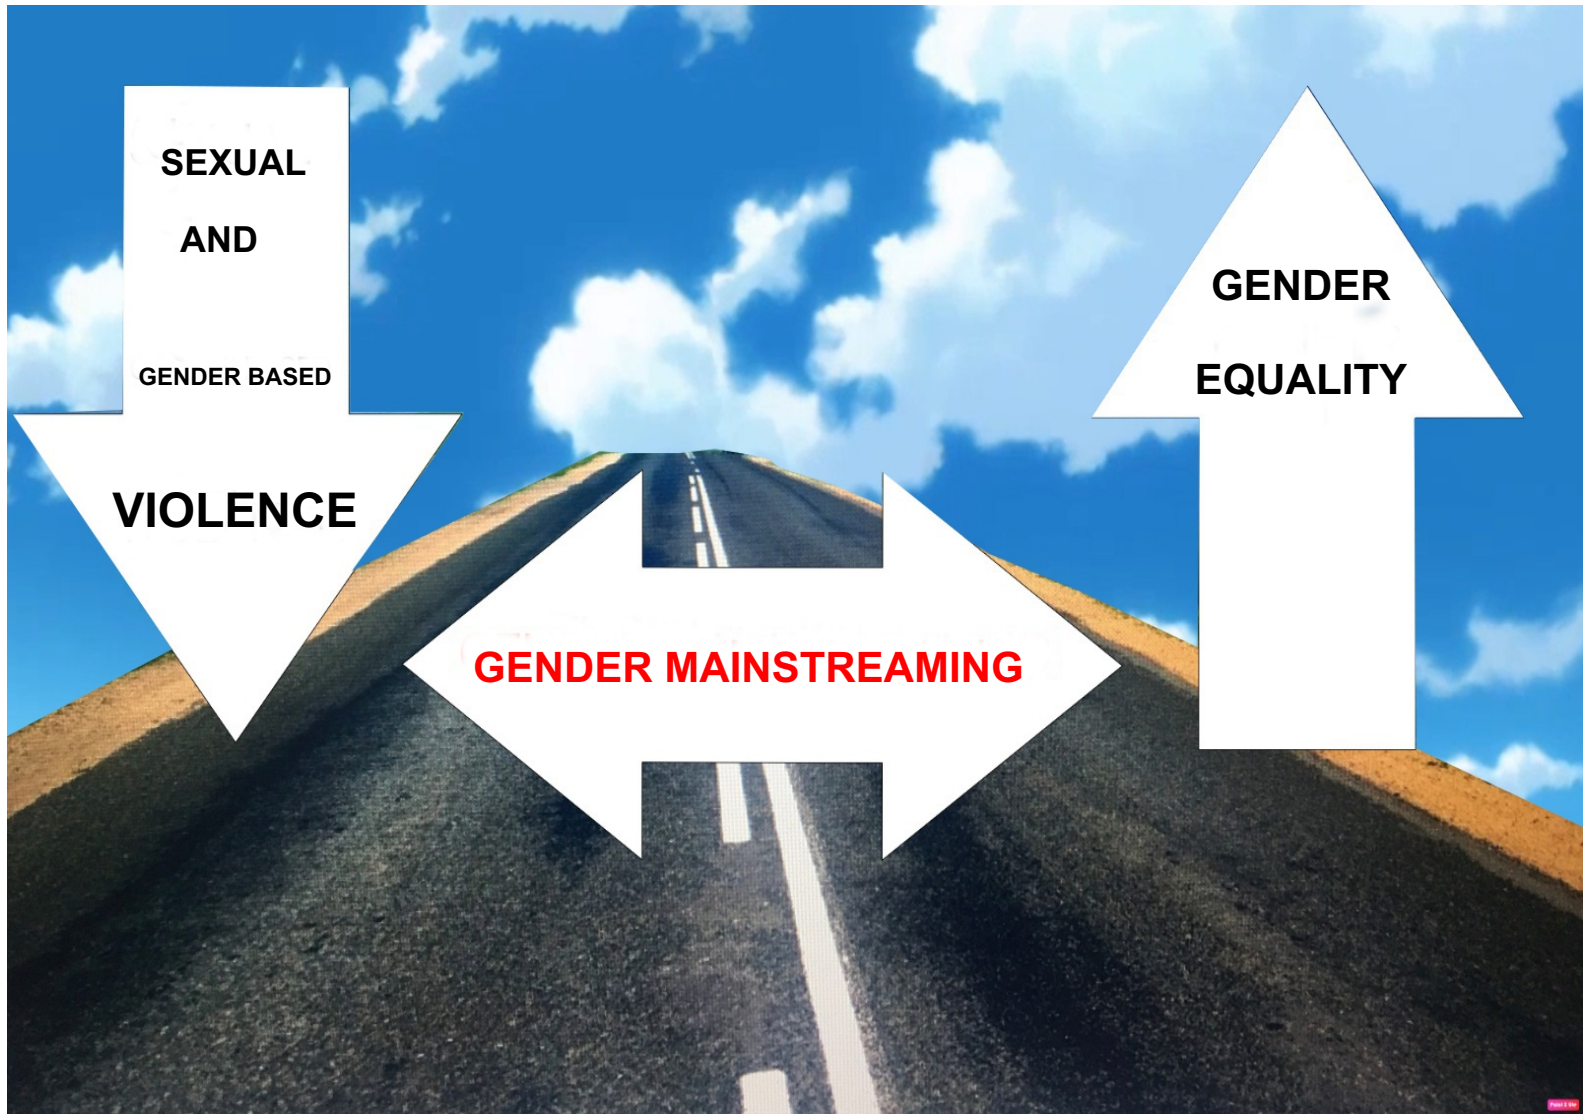 SEXUAL
AND
GENDER BASED
VIOLENCE
GENDER
EQUALITY
GENDER MAINSTREAMING